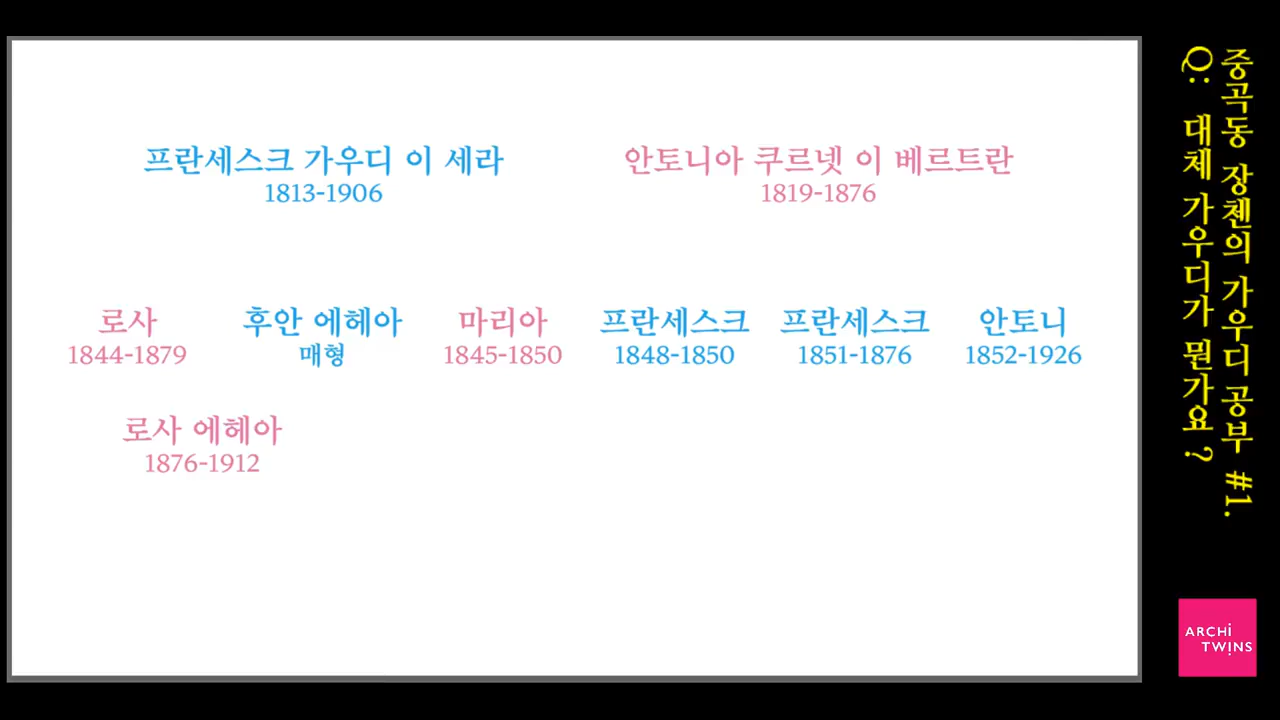 프란세스크 가우디 이 세라
1813-1906
안토니아 쿠르넷 이 베르트란
1819-1876
로사
1844-1879
후안 에헤아
매형
마리아
1845-1850
프란세스크
1848-1850
프란세스크
1851-1876
안토니
1852-1926
로사 에헤아
1876-1912
중곡동 장첸의 가우디 공부 #1.
Q: 대체 가우디가 뭔가요 ?
ARCHi
TWiNS